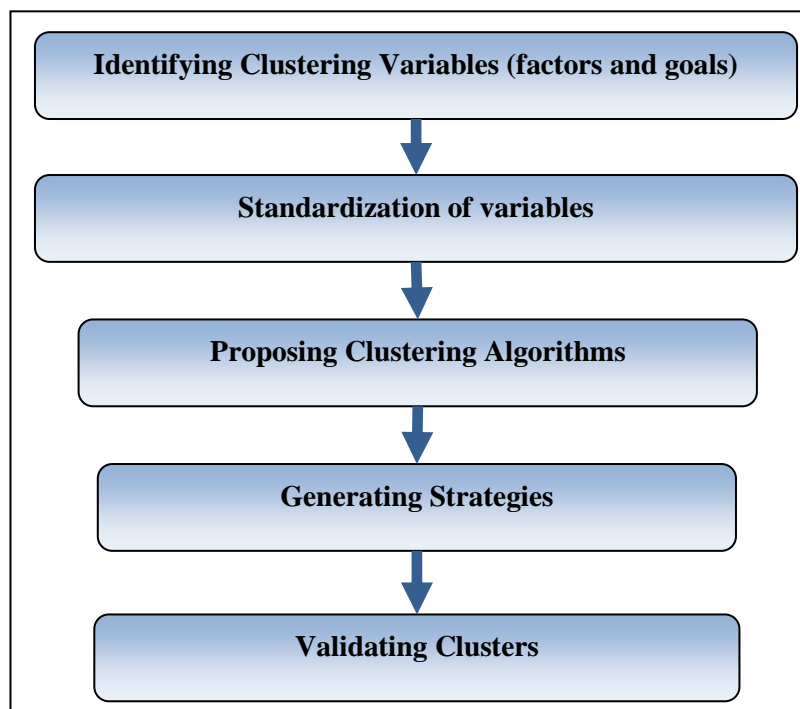 Identifying Clustering Variables (factors and goals)
Standardization of variables
Proposing Clustering Algorithms
Generating Strategies
Validating Clusters